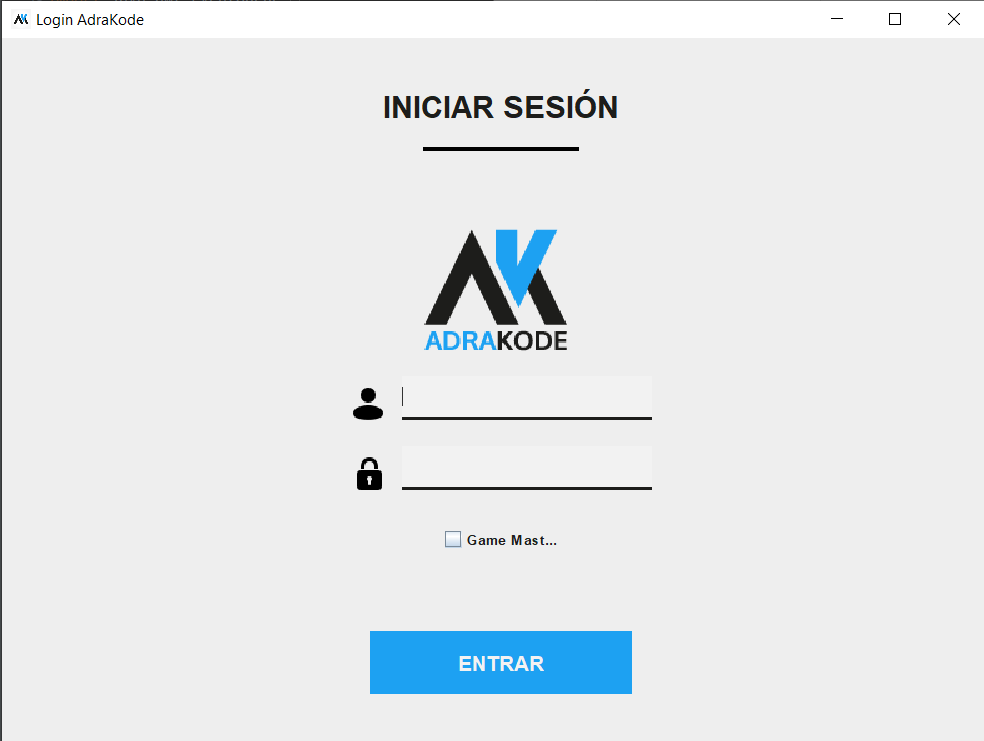 Login AdraKode
INICIAR SESIÓN
ADRAKODE
Game Mast...
ENTRAR